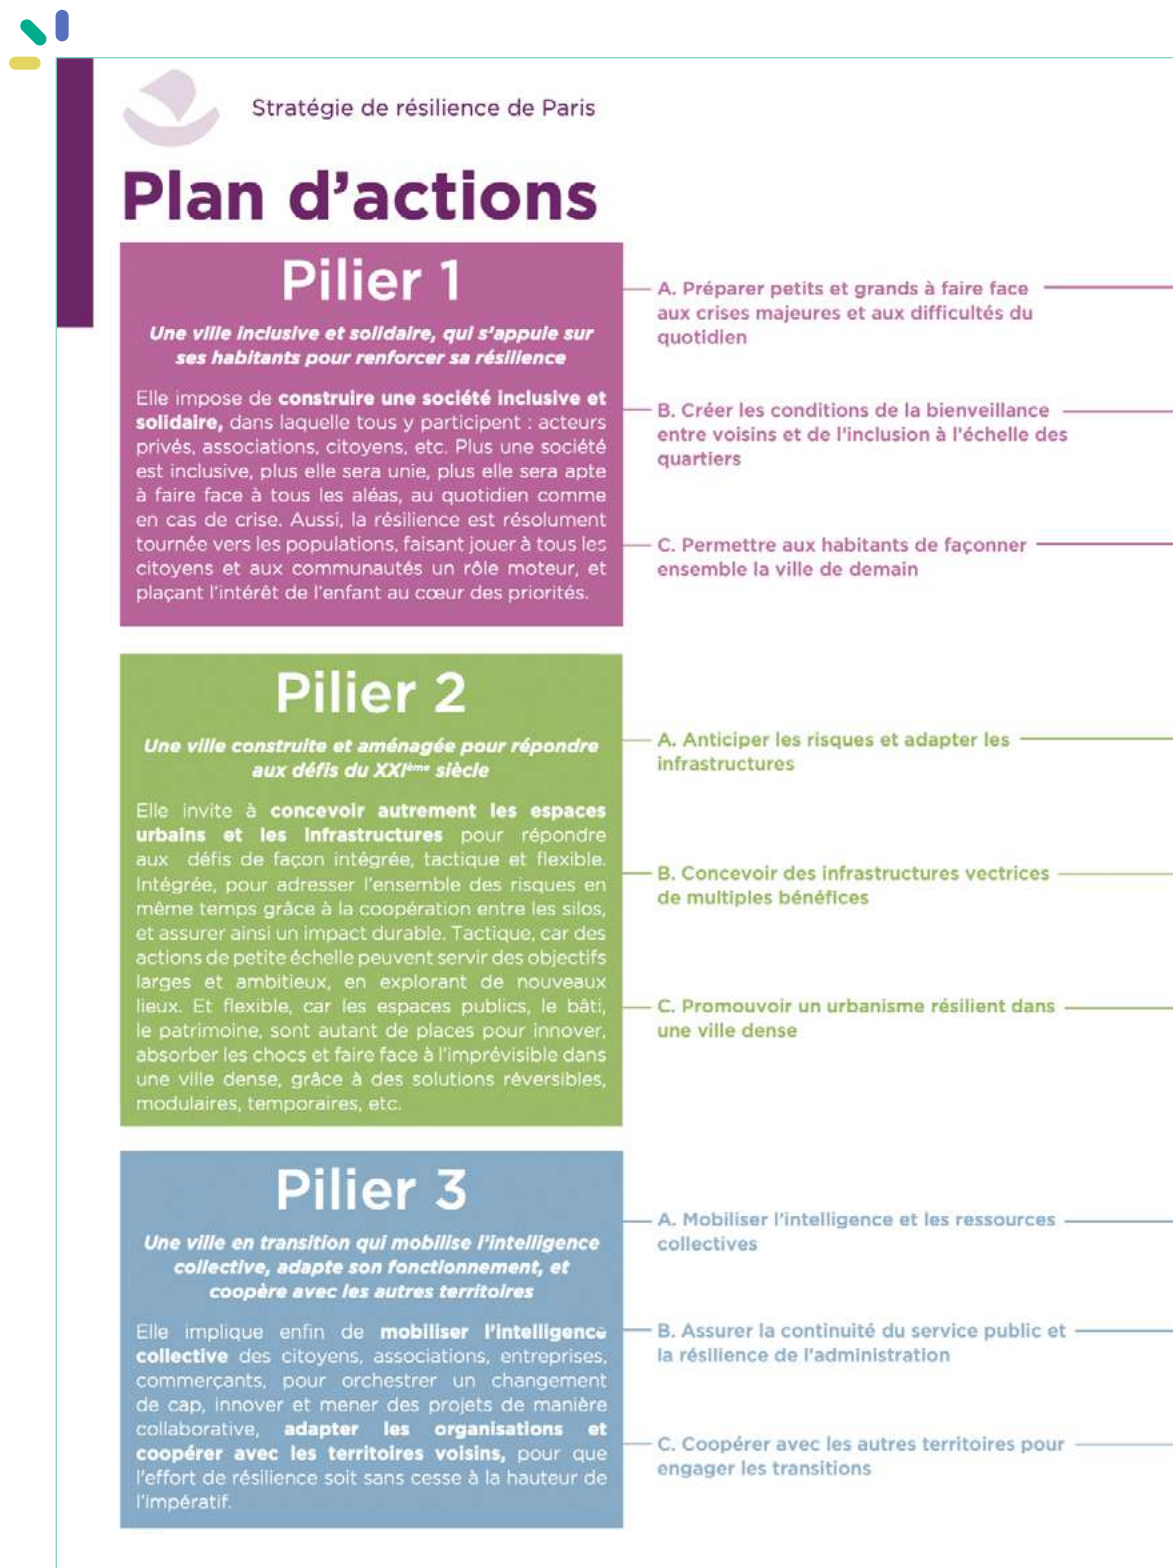 Stratégie de résilience de Paris
Plan d'actions
Pilier 1
Une ville inclusive et solidaire, qui s'appuie sur
ses habitants pour renforcer sa résilience
Elle impose de construire une société inclusive et
solidaire, dans laquelle tous y participent : acteurs
privés, associations, citoyens, etc. Plus une société
est inclusive, plus elle sera unie, plus elle sera apte
à faire face à tous les aléas, au quotidien comme
en cas de crise. Aussi, la résilience est résolument
tournée vers les populations, faisant jouer à tous les
citoyens et aux communautés un rôle moteur, et
plaçant l'intérêt de l'enfant au cœur des priorités.
A. Préparer petits et grands à faire face
aux crises majeures et aux difficultés du
quotidien
B. Créer les conditions de la bienveillance
entre voisins et de l'inclusion à l'échelle des
quartiers
C. Permettre aux habitants de façonner
ensemble la ville de demain
Pilier 2
Une ville construite et aménagée pour répondre
aux défis du XXIème siècle
Elle invite à concevoir autrement les espaces
urbains et les infrastructures pour répondre
aux défis de façon intégrée, tactique et flexible.
Intégrée, pour adresser l'ensemble des risques en
même temps grâce à la coopération entre les silos,
et assurer ainsi un impact durable. Tactique, car des
actions de petite échelle peuvent servir des objectifs
larges et ambitieux, en explorant de nouveaux
lieux. Et flexible, car les espaces publics, le bâti,
le patrimoine, sont autant de places pour innover,
absorber les chocs et faire face à l'imprévisible dans
une ville dense, grâce à des solutions réversibles,
modulaires, temporaires, etc.
A. Anticiper les risques et adapter les
infrastructures
B. Concevoir des infrastructures vectrices
de multiples bénéfices
C. Promouvoir un urbanisme résilient dans
une ville dense
Pilier 3
Une ville en transition qui mobilise l'intelligence
collective, adapte son fonctionnement, et
coopère avec les autres territoires
Elle implique enfin de mobiliser l'intelligence
collective des citoyens, associations, entreprises,
commerçants, pour orchestrer un changement
de cap, innover et mener des projets de manière
collaborative, adapter les organisations et
coopérer avec les territoires voisins, pour que
l'effort de résilience soit sans cesse à la hauteur de
l'impératif.
A. Mobiliser l'intelligence et les ressources
collectives
B. Assurer la continuité du service public et
la résilience de l'administration
C. Coopérer avec les autres territoires pour
engager les transitions